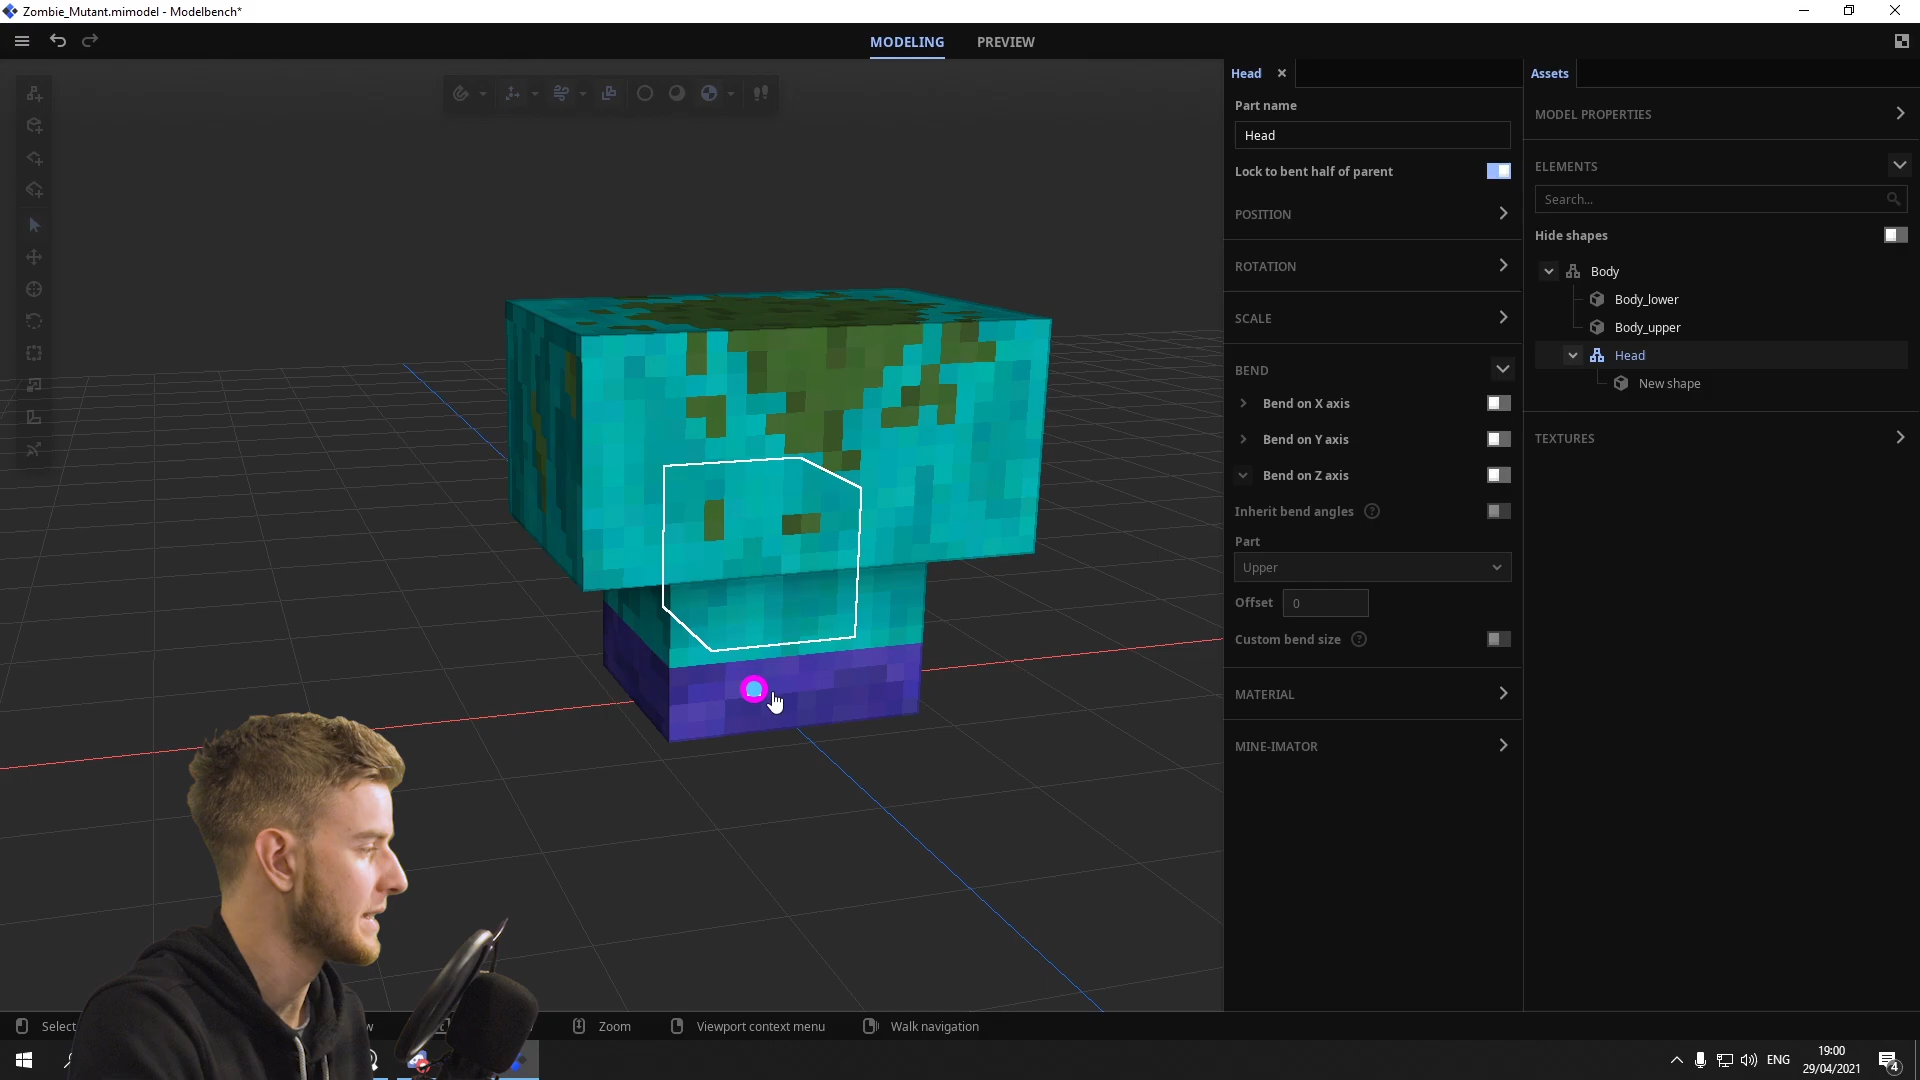 Zombie_Mutant.mimodel - Modelbench*
MODELING
PREVIEW
Head
Part name
Head
Lock to bent half of parent
POSITION
ROTATION
SCALE
BEND
Bend on X axis
Bend on Y axis
Bend on Z axis
Inherit bend angles
Part
Upper
Offset
0
Custom bend size
MATERIAL
MINE-IMATOR
Assets
MODEL PROPERTIES
ELEMENTS
Search...
Hide shapes
Body
Body_lower
Body_upper
Head
New shape
TEXTURES
Select
Zoom
Viewport context menu
Walk navigation
ENG
19:00
29/04/2021
4